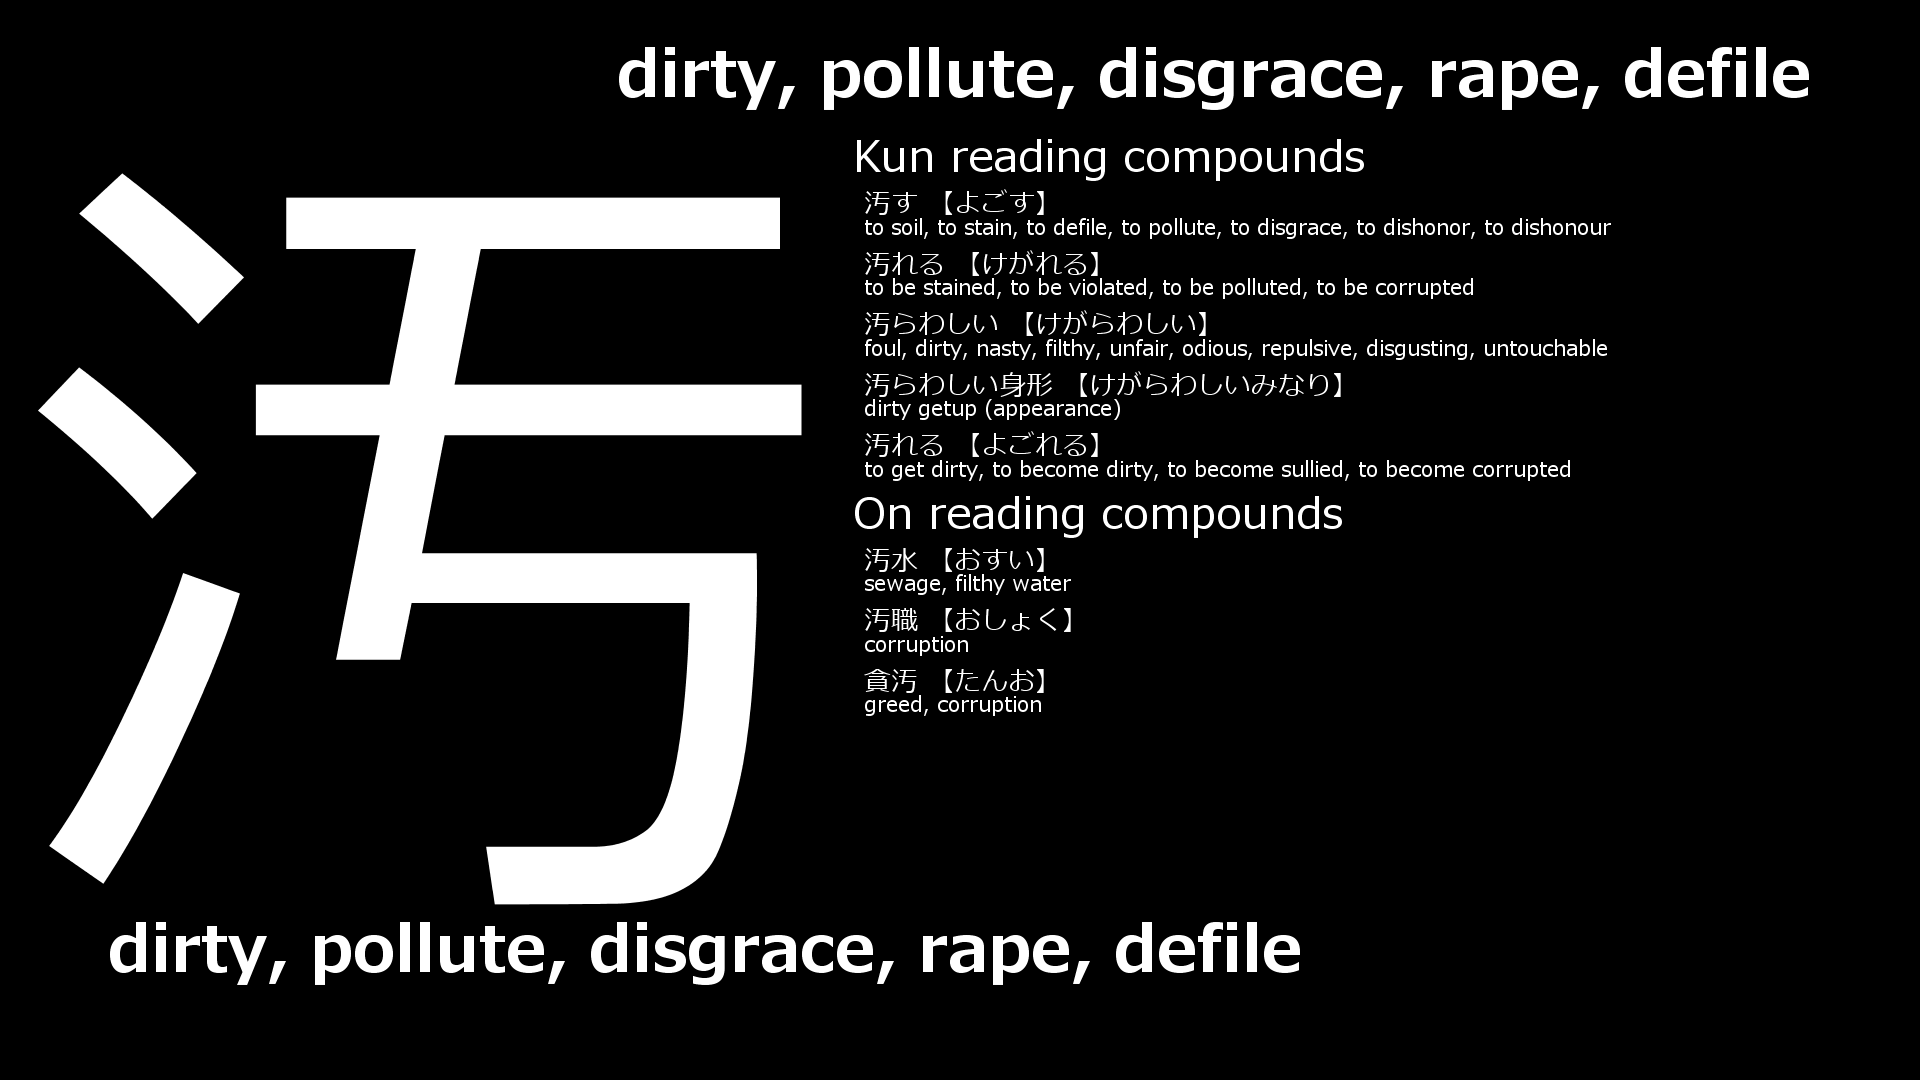 dirty, pollute, disgrace, rape, defile
汚
Kun reading compounds
汚す 【よごす】
to soil, to stain, to defile, to pollute, to disgrace, to dishonor, to dishonour
汚れる 【けがれる】
to be stained, to be violated, to be polluted, to be corrupted
汚らわしい 【けがらわしい】
foul, dirty, nasty, filthy, unfair, odious, repulsive, disgusting, untouchable
汚らわしい身形 【けがらわしいみなり】
dirty getup (appearance)
汚れる 【よごれる】
to get dirty, to become dirty, to become sullied, to become corrupted
On reading compounds
汚水 【おすい】
sewage, filthy water
汚職 【おしょく】
corruption
貪汚 【たんお】
greed, corruption
dirty, pollute, disgrace, rape, defile